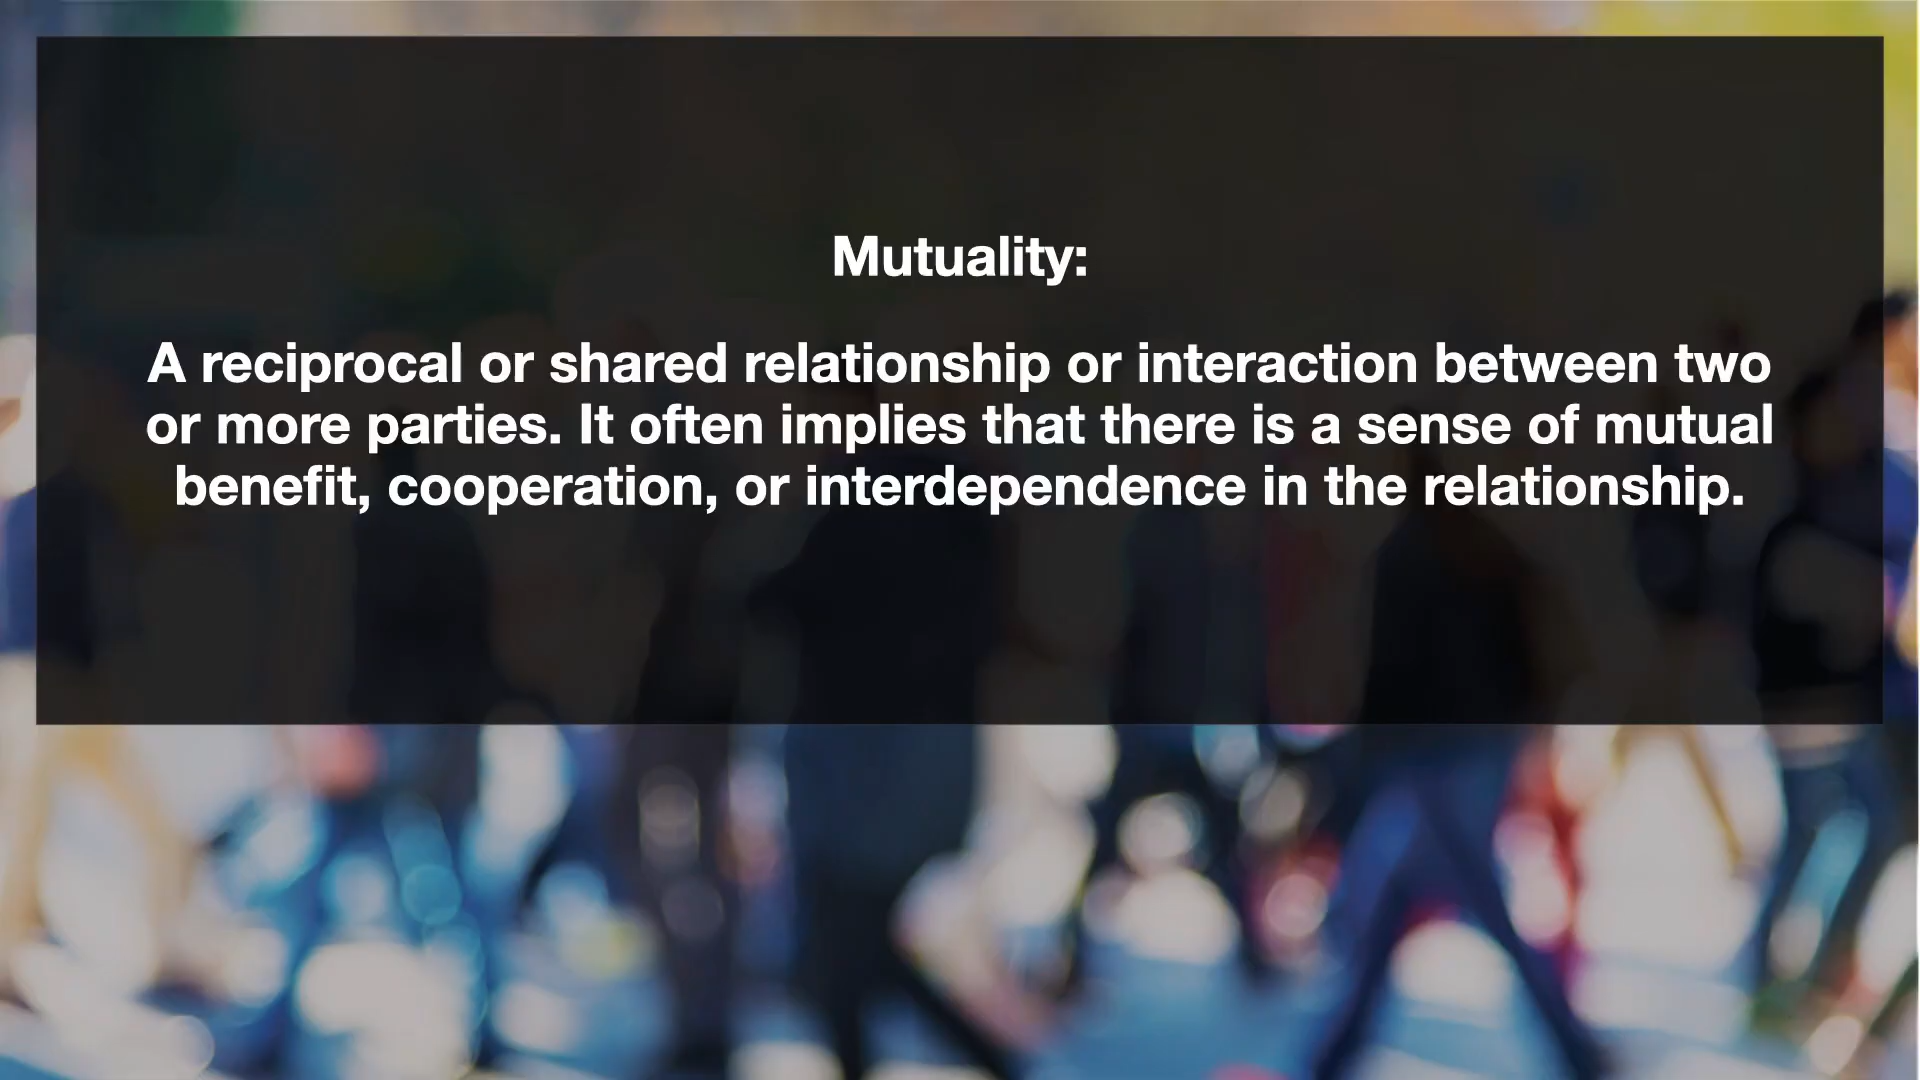 Mutuality:
A reciprocal or shared relationship or interaction between two
or more parties. It often implies that there is a sense of mutual
benefit, cooperation, or interdependence in the relationship.